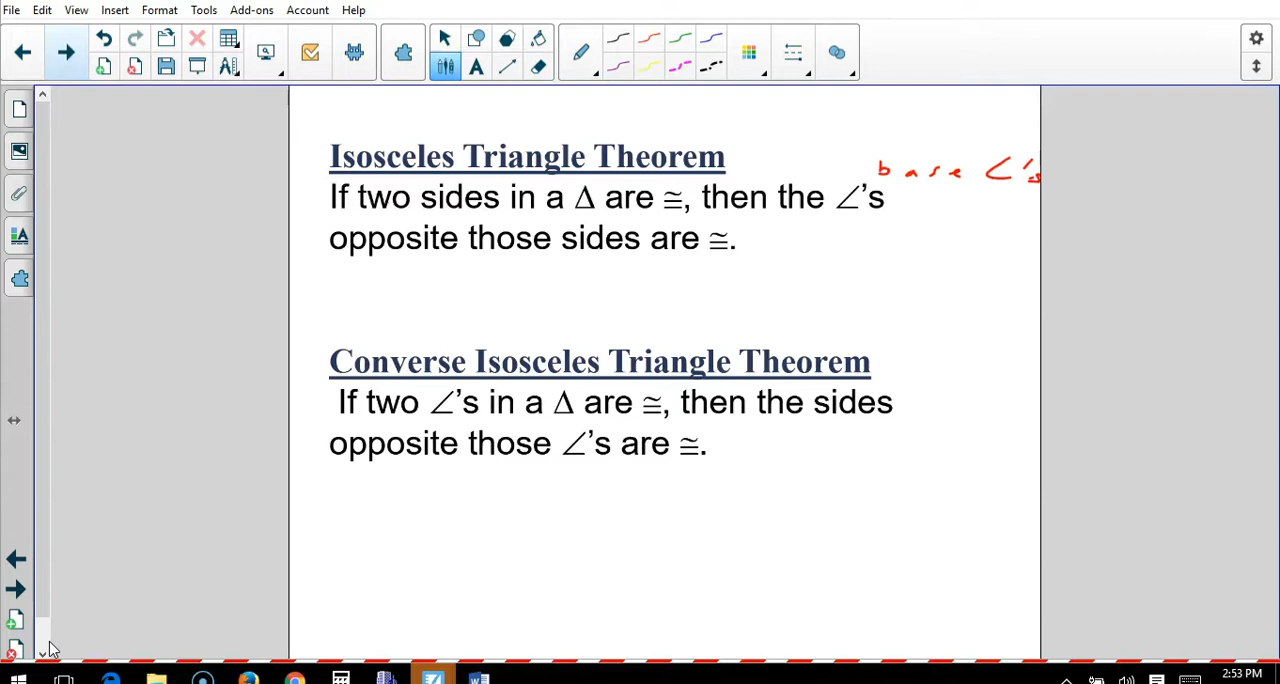 File Edit View Insert Format Tools Add-ons Account Help
Isosceles Triangle Theorem
base ∠'s
If two sides in a Δ are ≅, then the ∠’s
opposite those sides are ≅.
Converse Isosceles Triangle Theorem
If two ∠’s in a Δ are ≅, then the sides
opposite those ∠’s are ≅.
2:53 PM